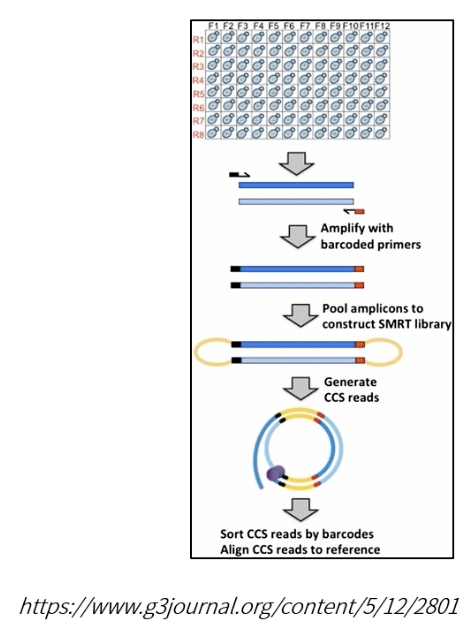 F1 F2 F3 F4 F5 F6 F7 F8 F9 F10 F11 F12
R1
R2
R3
R4
R5
R6
R7
R8
Amplify with
barcoded primers
Pool amplicons to
construct SMRT library
Generate
CCS reads
Sort CCS reads by barcodes
Align CCS reads to reference
https://www.g3journal.org/content/5/12/2801